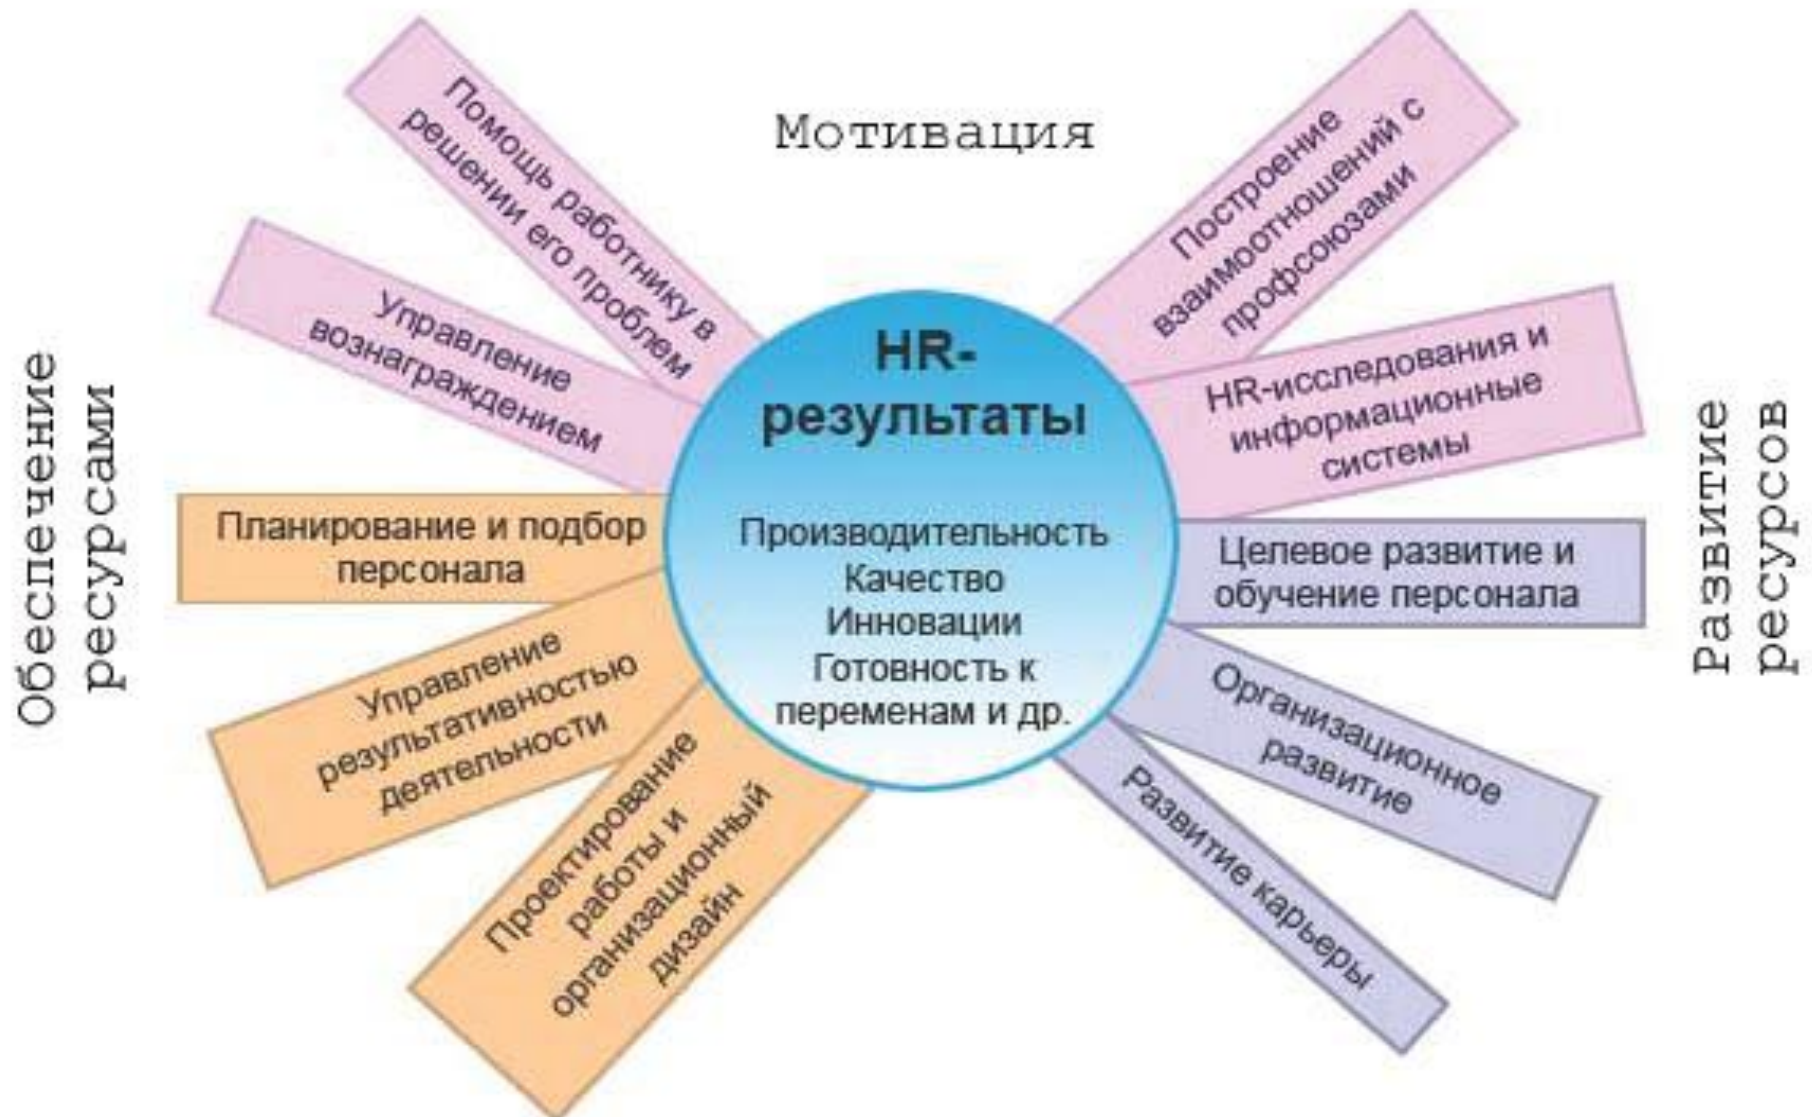 Мотивация
Помощь работнику в
решении его проблем
Управление
вознаграждением
Обеспечение
ресурсами
Планирование и подбор
персонала
Управление
результативностью
деятельности
Проектирование
работы и
организационный
дизайн
HR-
результаты
Производительность
Качество
Инновации
Готовность к
переменам и др.
Построение
взаимоотношений с
профсоюзами
HR-исследования и
информационные
системы
Целевое развитие и
обучение персонала
Организационное
развитие
Развитие карьеры
Развитие
ресурсов